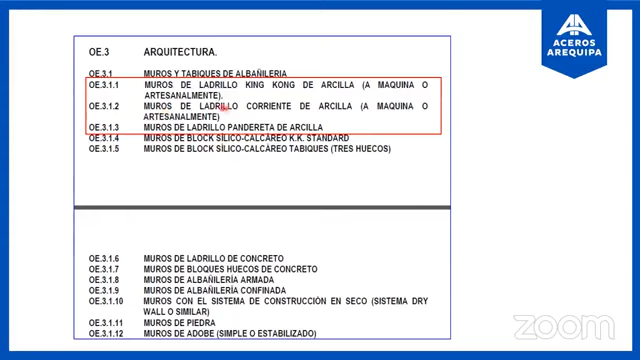 ACEROS
AREQUIPA
OE.3 ARQUITECTURA.
OE.3.1 MUROS Y TABIQUES DE ALBAÑILERIA
OE.3.1.1 MUROS DE LADRILLO KING KONG DE ARCILLA (A MAQUINA O
ARTESANALMENTE).
OE.3.1.2 MUROS DE LADRILLO CORRIENTE DE ARCILLA (A MAQUINA O
ARTESANALMENTE)
OE.3.1.3 MUROS DE LADRILLO PANDERETA DE ARCILLA
OE.3.1.4 MUROS DE BLOCK SÍLICO-CALCÁREO K.K. STANDARD
OE.3.1.5 MUROS DE BLOCK SÍLICO-CALCÁREO TABIQUES (TRES HUECOS)
OE.3.1.6 MUROS DE LADRILLO DE CONCRETO
OE.3.1.7 MUROS DE BLOQUES HUECOS DE CONCRETO
OE.3.1.8 MUROS DE ALBAÑILERÍA ARMADA
OE.3.1.9 MUROS DE ALBAÑILERÍA CONFINADA
OE.3.1.10 MUROS CON EL SISTEMA DE CONSTRUCCIÓN EN SECO (SISTEMA DRY
WALL O SIMILAR)
OE.3.1.11 MUROS DE PIEDRA
OE.3.1.12 MUROS DE ADOBE (SIMPLE O ESTABILIZADO)
zoom